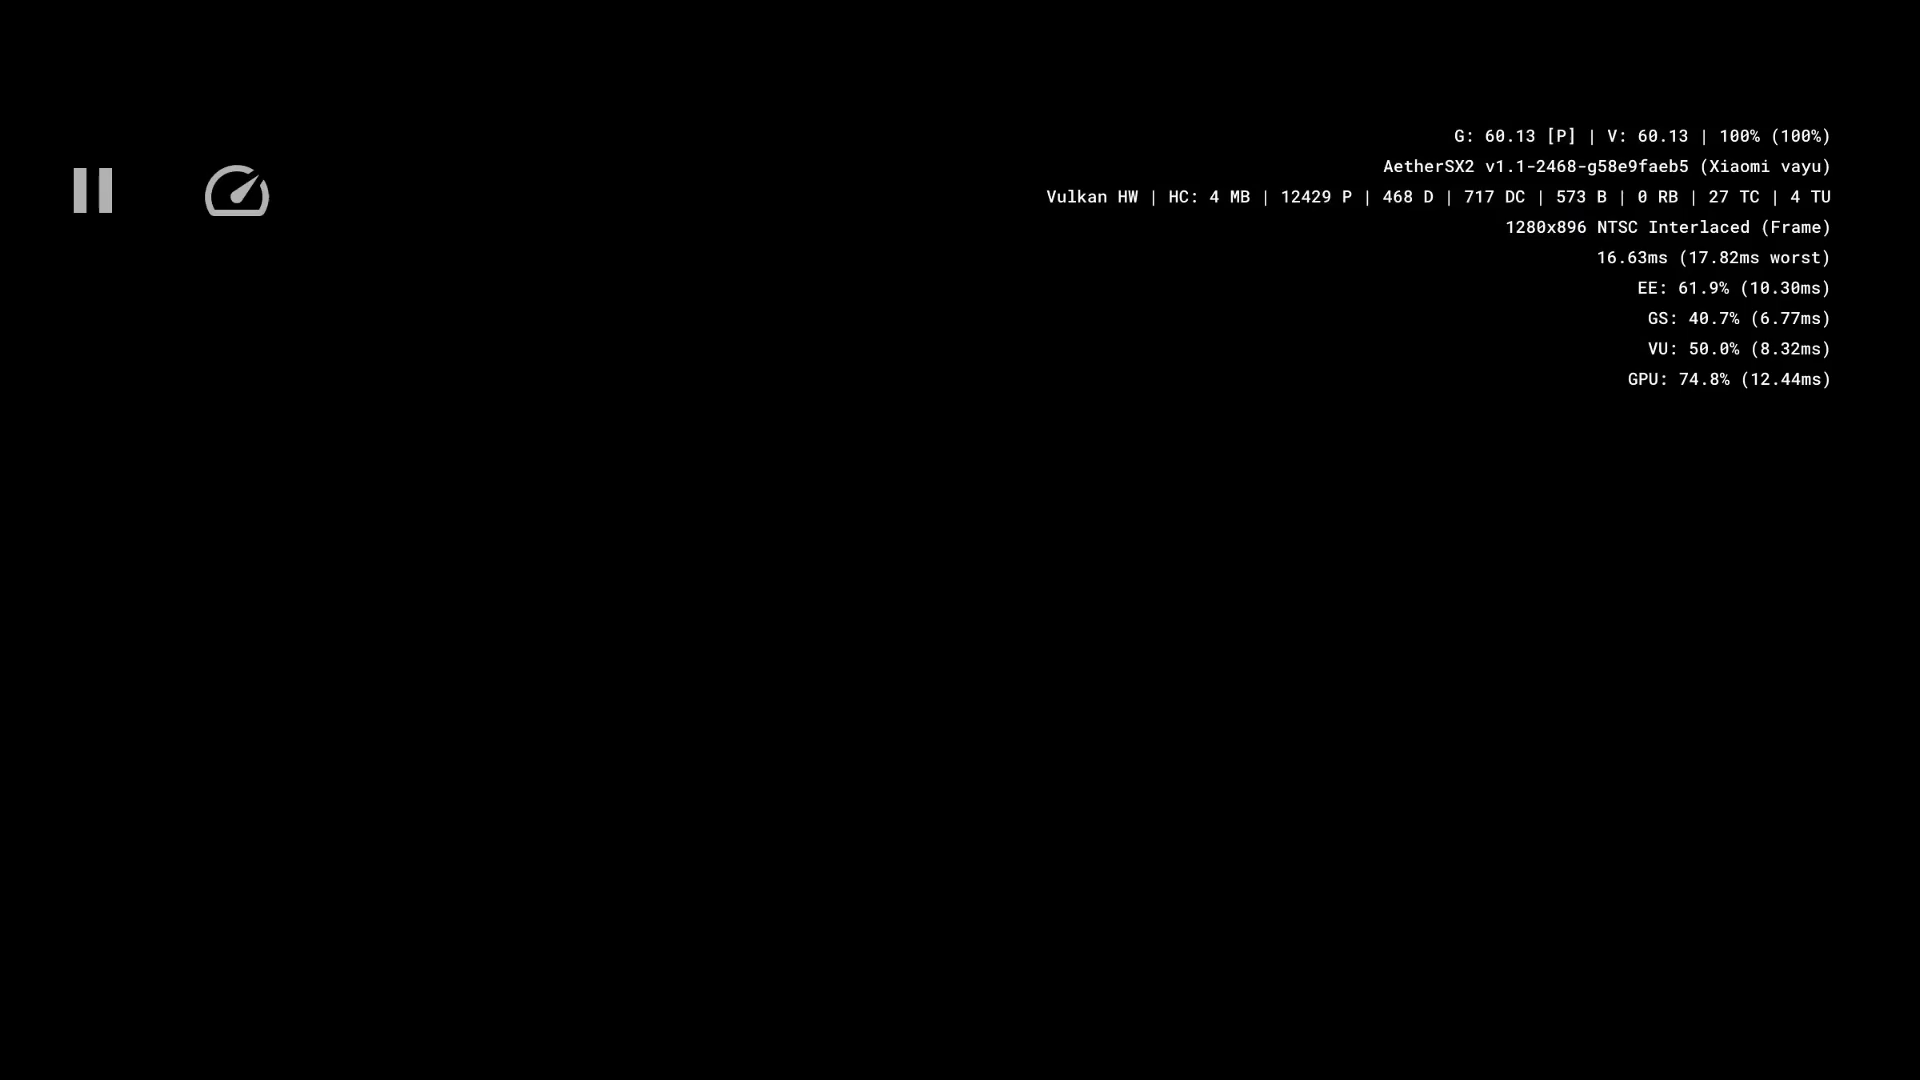 G: 60.13 [P] | V: 60.13 | 100% (100%)
AetherSX2 v1.1-2468-g58e9faeb5 (Xiaomi vayu)
Vulkan HW | HC: 4 MB | 12429 P | 468 D | 717 DC | 573 B | 0 RB | 27 TC | 4 TU
1280x896 NTSC Interlaced (Frame)
16.63ms (17.82ms worst)
EE: 61.9% (10.30ms)
GS: 40.7% (6.77ms)
VU: 50.0% (8.32ms)
GPU: 74.8% (12.44ms)